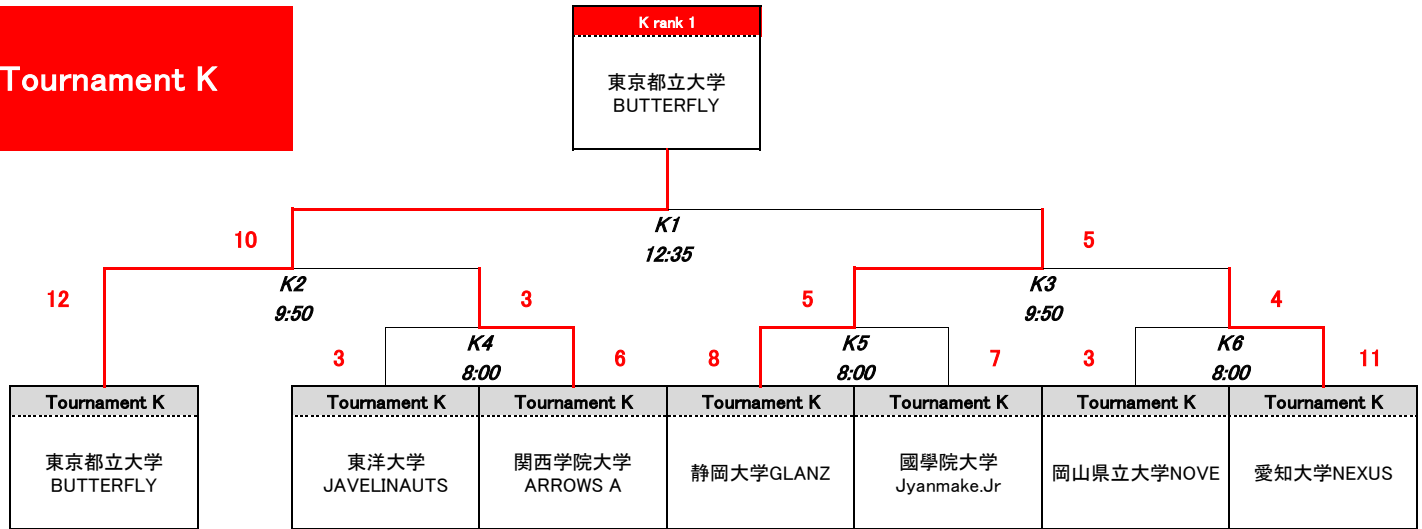 K rank 1
Tournament K
東京都立大学
BUTTERFLY
K1
12:35
10
5
K2
9:50
K3
9:50
12
3
5
4
K4
8:00
K5
8:00
K6
8:00
3
6
8
7
3
11
Tournament K
Tournament K
Tournament K
Tournament K
Tournament K
Tournament K
Tournament K
東京都立大学
BUTTERFLY
東洋大学
JAVELINAUTS
関西学院大学
ARROWS A
静岡大学GLANZ
國學院大学
Jyanmake.Jr
岡山県立大学NOVE
愛知大学NEXUS